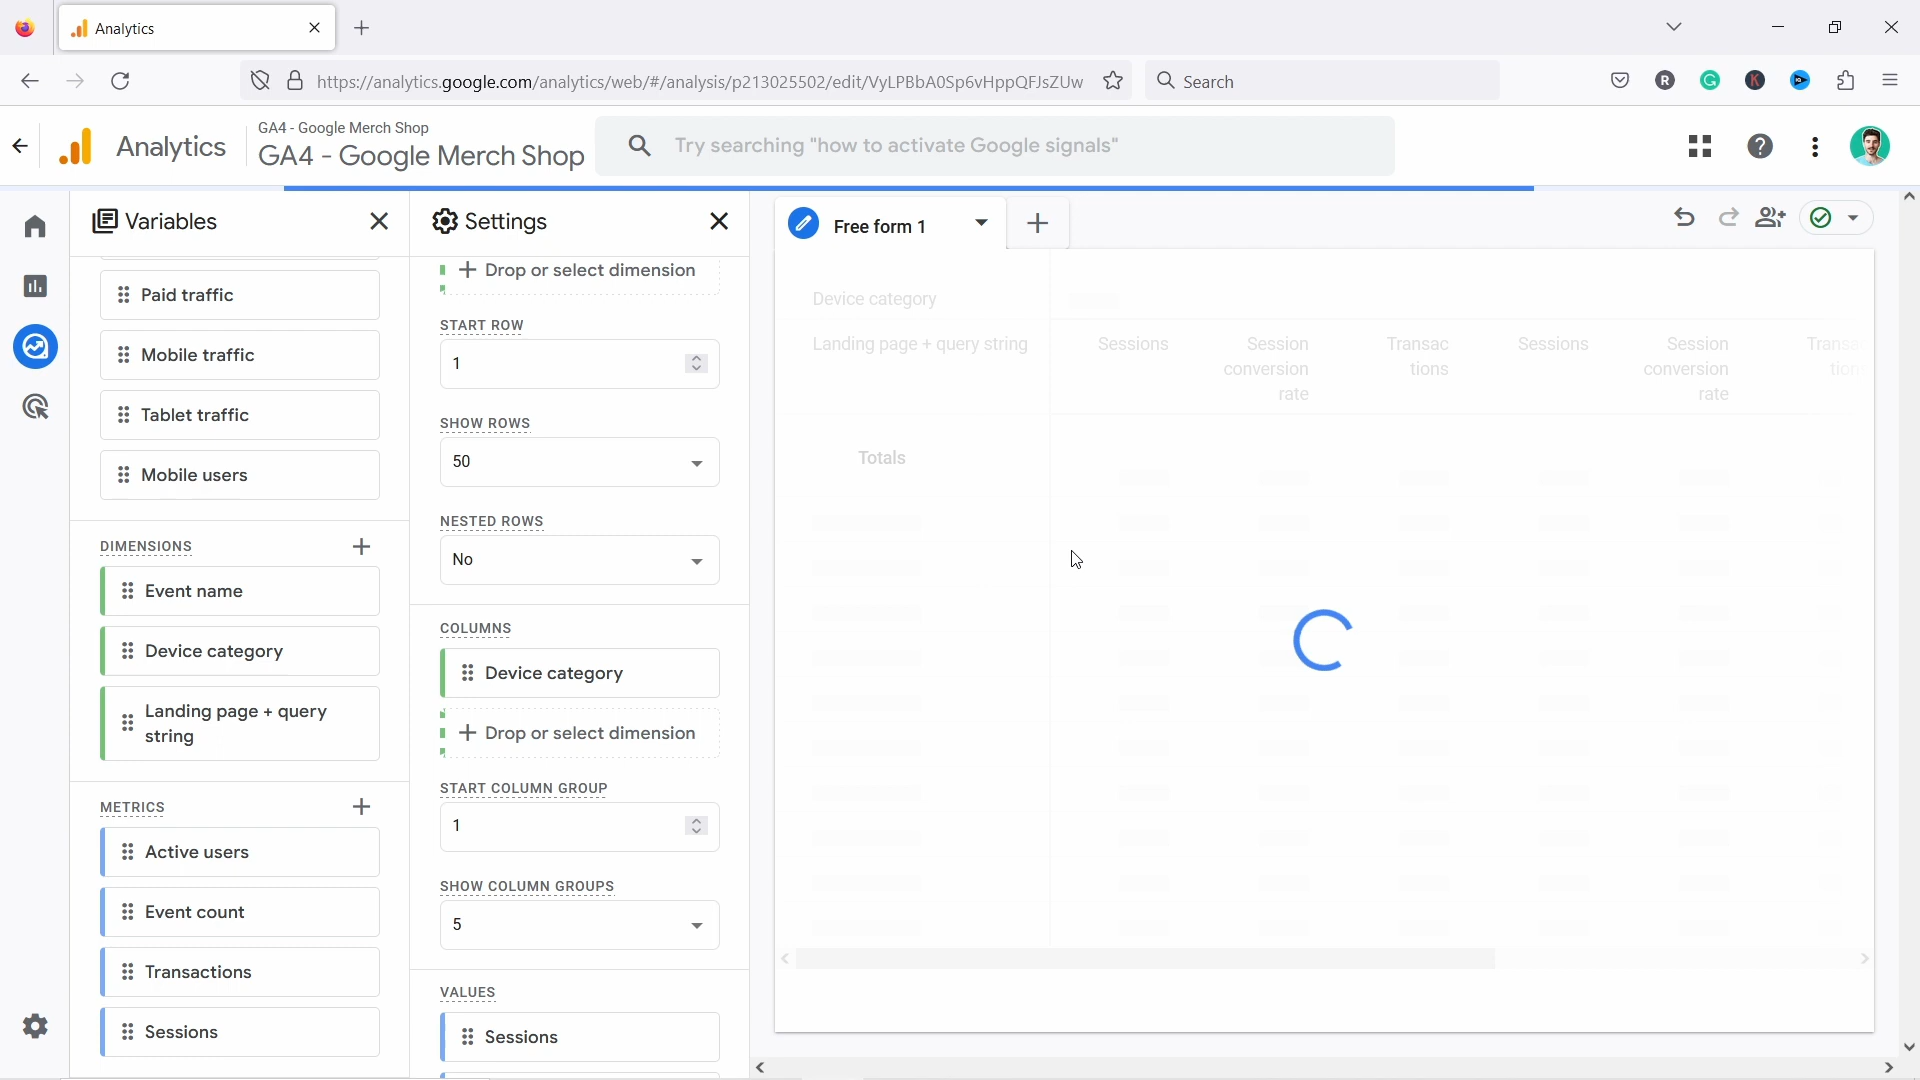 Analytics
https://analytics.google.com/analytics/web/#/analysis/p213025502/edit/VyLPBbA0Sp6vHppQFJsZUw
Search
R
G
K
Analytics
GA4 - Google Merch Shop
GA4 - Google Merch Shop
Try searching "how to activate Google signals"
Variables
Paid traffic
Mobile traffic
Tablet traffic
Mobile users
DIMENSIONS
Event name
Device category
Landing page + query
string
METRICS
Active users
Event count
Transactions
Sessions
Settings
Drop or select dimension
START ROW
1
SHOW ROWS
50
NESTED ROWS
No
COLUMNS
Device category
Drop or select dimension
START COLUMN GROUP
1
SHOW COLUMN GROUPS
5
VALUES
Sessions
Free form 1
Device category
Landing page + query string
Sessions
Session
conversion
rate
Transac
tions
Sessions
Session
conversion
rate
Transa
tion
Totals